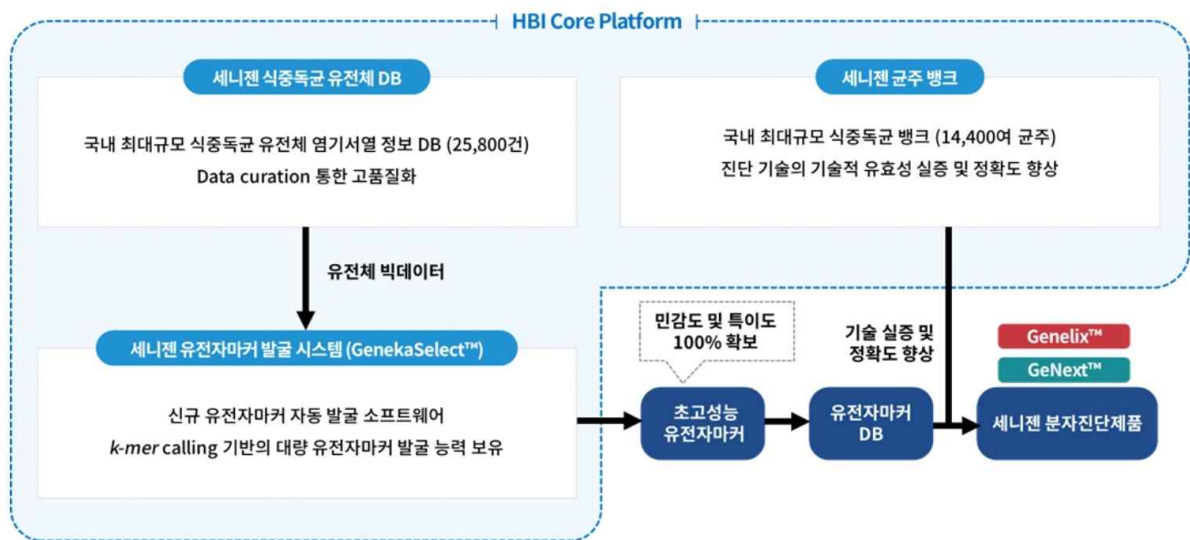 HBI Core Platform
세니젠 식중독균 유전체 DB
국내 최대규모 식중독균 유전체 염기서열 정보 DB (25,800건)
Data curation 통한 고품질화
세니젠 균주 뱅크
국내 최대규모 식중독균 뱅크 (14,400여 균주)
진단 기술의 기술적 유효성 실증 및 정확도 향상
유전체 빅데이터
세니젠 유전자마커 발굴 시스템 (GenekaSelect™)
신규 유전자마커 자동 발굴 소프트웨어
k-mer calling 기반의 대량 유전자마커 발굴 능력 보유
민감도 및 특이도
100% 확보
초고성능
유전자마커
유전자마커
DB
기술 실증 및
정확도 향상
Genelix™
GeNext™
세니젠 분자진단제품